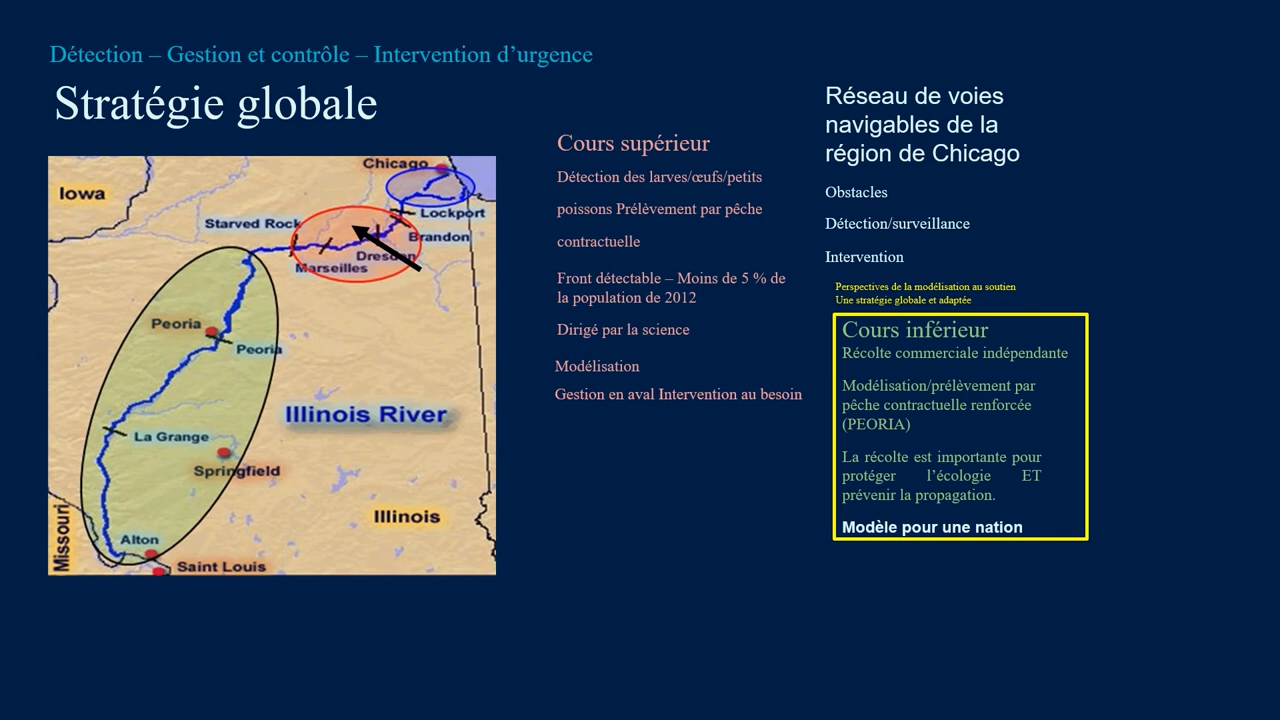 Détection – Gestion et contrôle – Intervention d’urgence
Stratégie globale
Chicago
Iowa
Lockport
Starved Rock
Brandon
Dresden
Marseilles
Peoria
Peoria
Illinois River
La Grange
Springfield
Illinois
Missouri
Alton
Saint Louis
Cours supérieur
Détection des larves/œufs/petits
poissons Prélèvement par pêche
contractuelle
Front détectable – Moins de 5 % de
la population de 2012
Dirigé par la science
Modélisation
Gestion en aval Intervention au besoin
Réseau de voies
navigables de la
région de Chicago
Obstacles
Détection/surveillance
Intervention
Perspectives de la modélisation au soutien
Une stratégie globale et adaptée
Cours inférieur
Récolte commerciale indépendante
Modélisation/prélèvement par
pêche contractuelle renforcée
(PEORIA)
La récolte est importante pour
protéger l’écologie ET
prévenir la propagation.
Modèle pour une nation